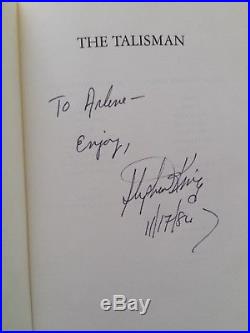 THE TALISMAN
To Arlene—
Enjoy,
Stephen King
11/17/84